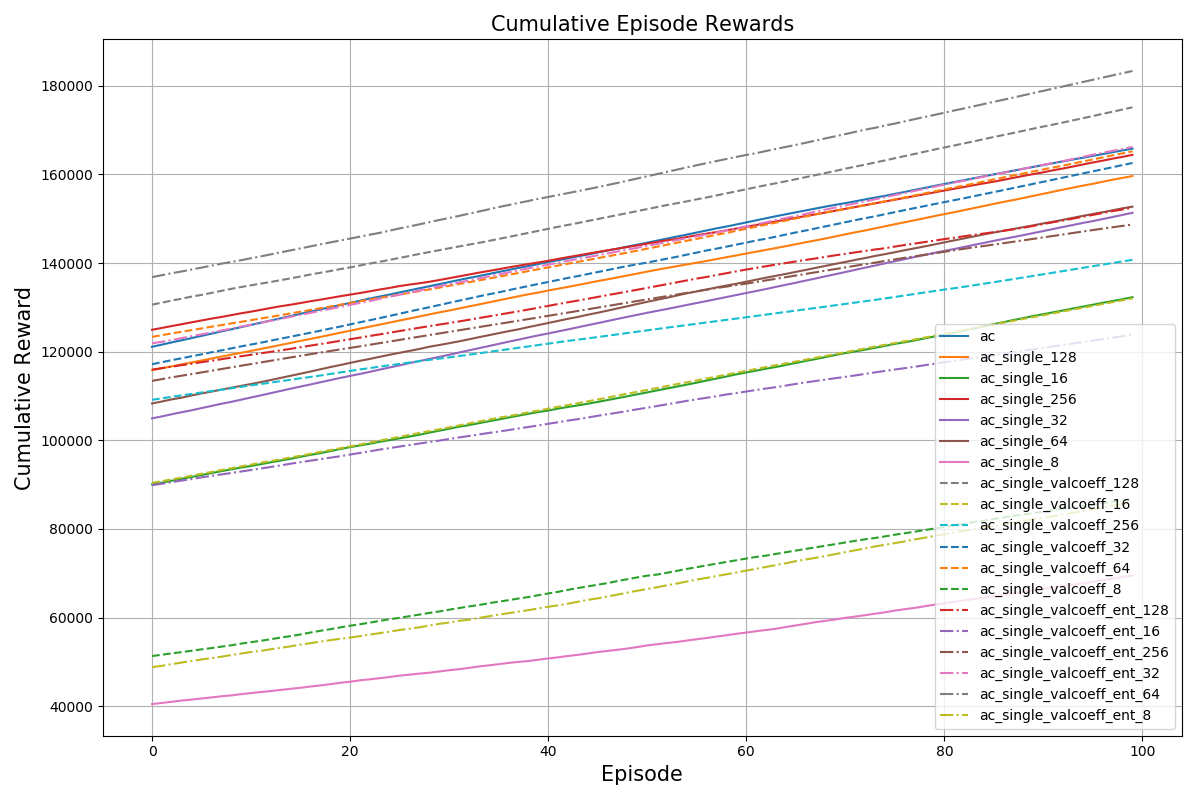 Cumulative Episode Rewards
Cumulative Reward
180000
160000
140000
120000
100000
80000
60000
40000
0
20
40
60
80
100
Episode
ac
ac_single_128
ac_single_16
ac_single_256
ac_single_32
ac_single_64
ac_single_8
ac_single_valcoeff_128
ac_single_valcoeff_16
ac_single_valcoeff_256
ac_single_valcoeff_32
ac_single_valcoeff_64
ac_single_valcoeff_8
ac_single_valcoeff_ent_128
ac_single_valcoeff_ent_16
ac_single_valcoeff_ent_256
ac_single_valcoeff_ent_32
ac_single_valcoeff_ent_64
ac_single_valcoeff_ent_8